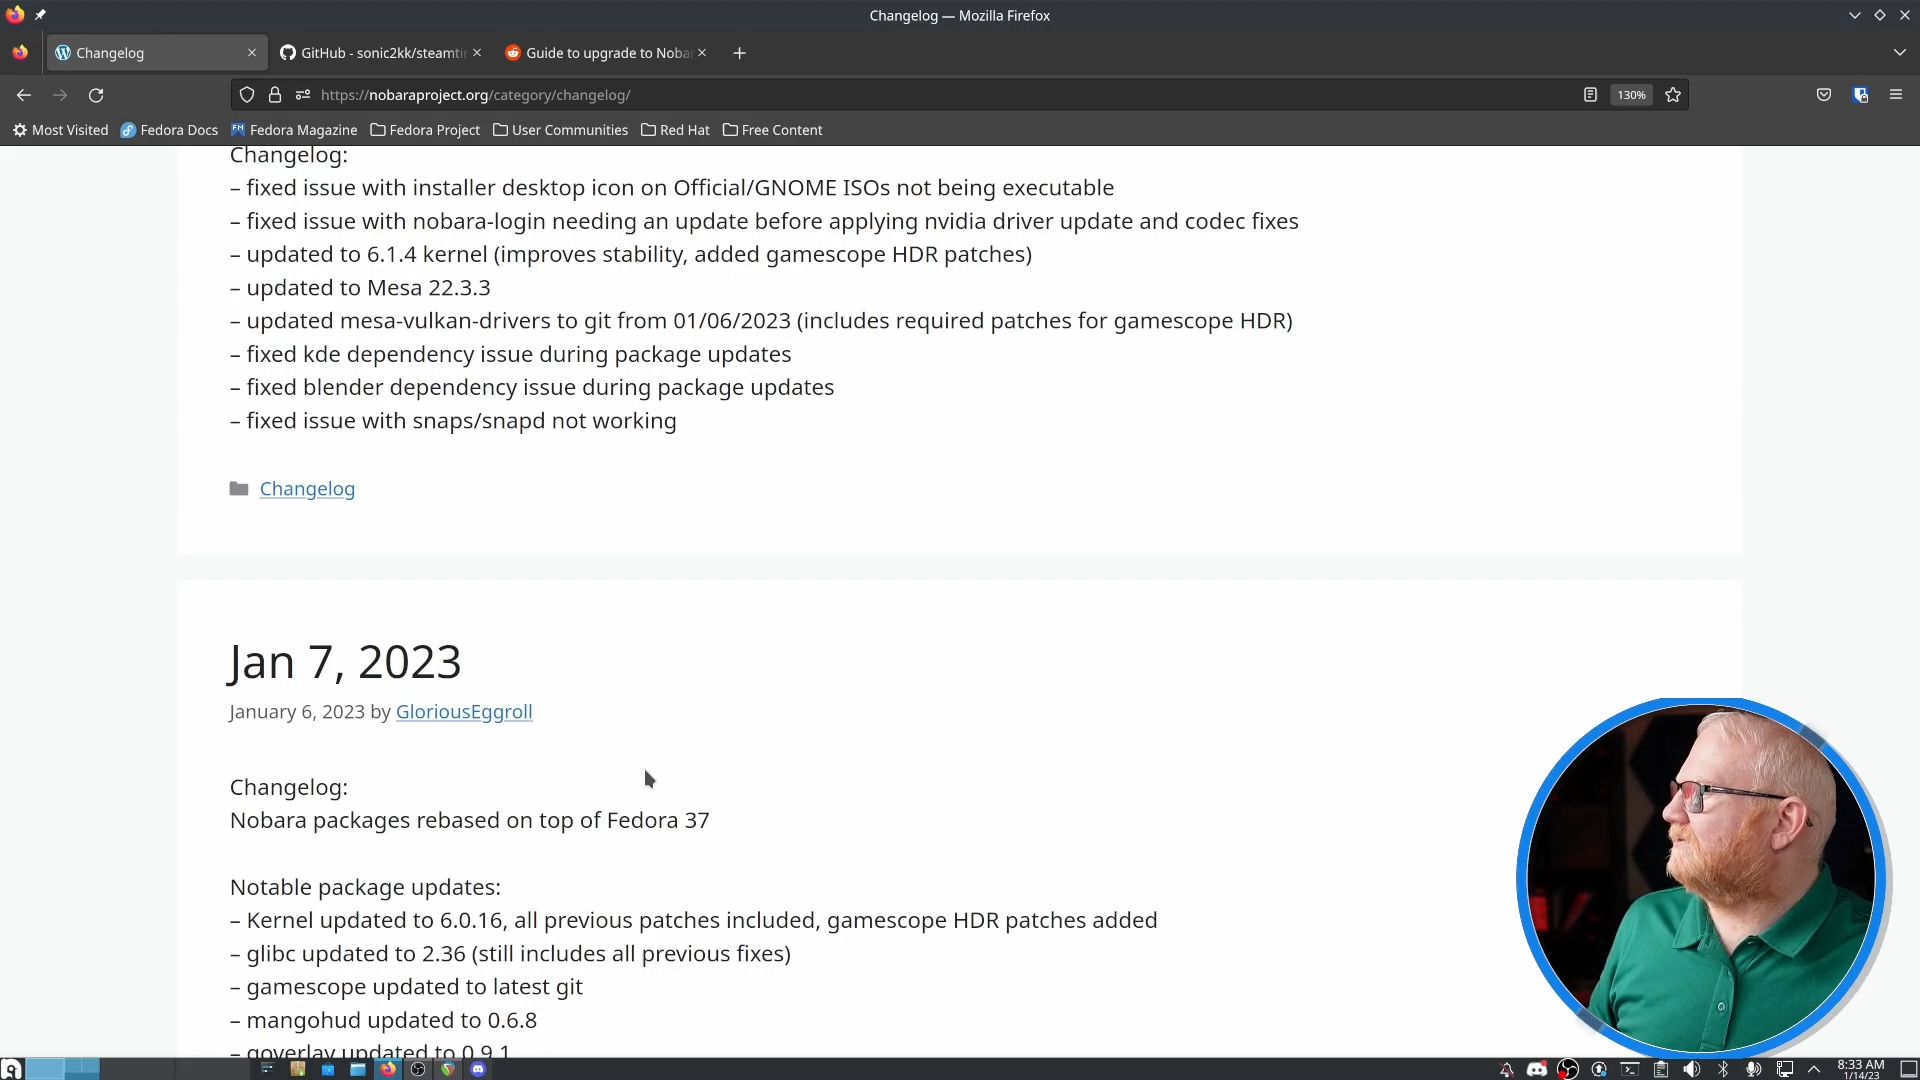 Changelog — Mozilla Firefox
Changelog
GitHub - sonic2kk/steamti
Guide to upgrade to Noba
https://nobaraproject.org/category/changelog/
130%
Most Visited
Fedora Docs
Fedora Magazine
Fedora Project
User Communities
Red Hat
Free Content
Changelog:
– fixed issue with installer desktop icon on Official/GNOME ISOs not being executable
– fixed issue with nobara-login needing an update before applying nvidia driver update and codec fixes
– updated to 6.1.4 kernel (improves stability, added gamescope HDR patches)
– updated to Mesa 22.3.3
– updated mesa-vulkan-drivers to git from 01/06/2023 (includes required patches for gamescope HDR)
– fixed kde dependency issue during package updates
– fixed blender dependency issue during package updates
– fixed issue with snaps/snapd not working
Changelog
Jan 7, 2023
January 6, 2023 by GloriousEggroll
Changelog:
Nobara packages rebased on top of Fedora 37
Notable package updates:
– Kernel updated to 6.0.16, all previous patches included, gamescope HDR patches added
– glibc updated to 2.36 (still includes all previous fixes)
– gamescope updated to latest git
– mangohud updated to 0.6.8
– goverlay updated to 0.9.1
8:33 AM
1/14/23